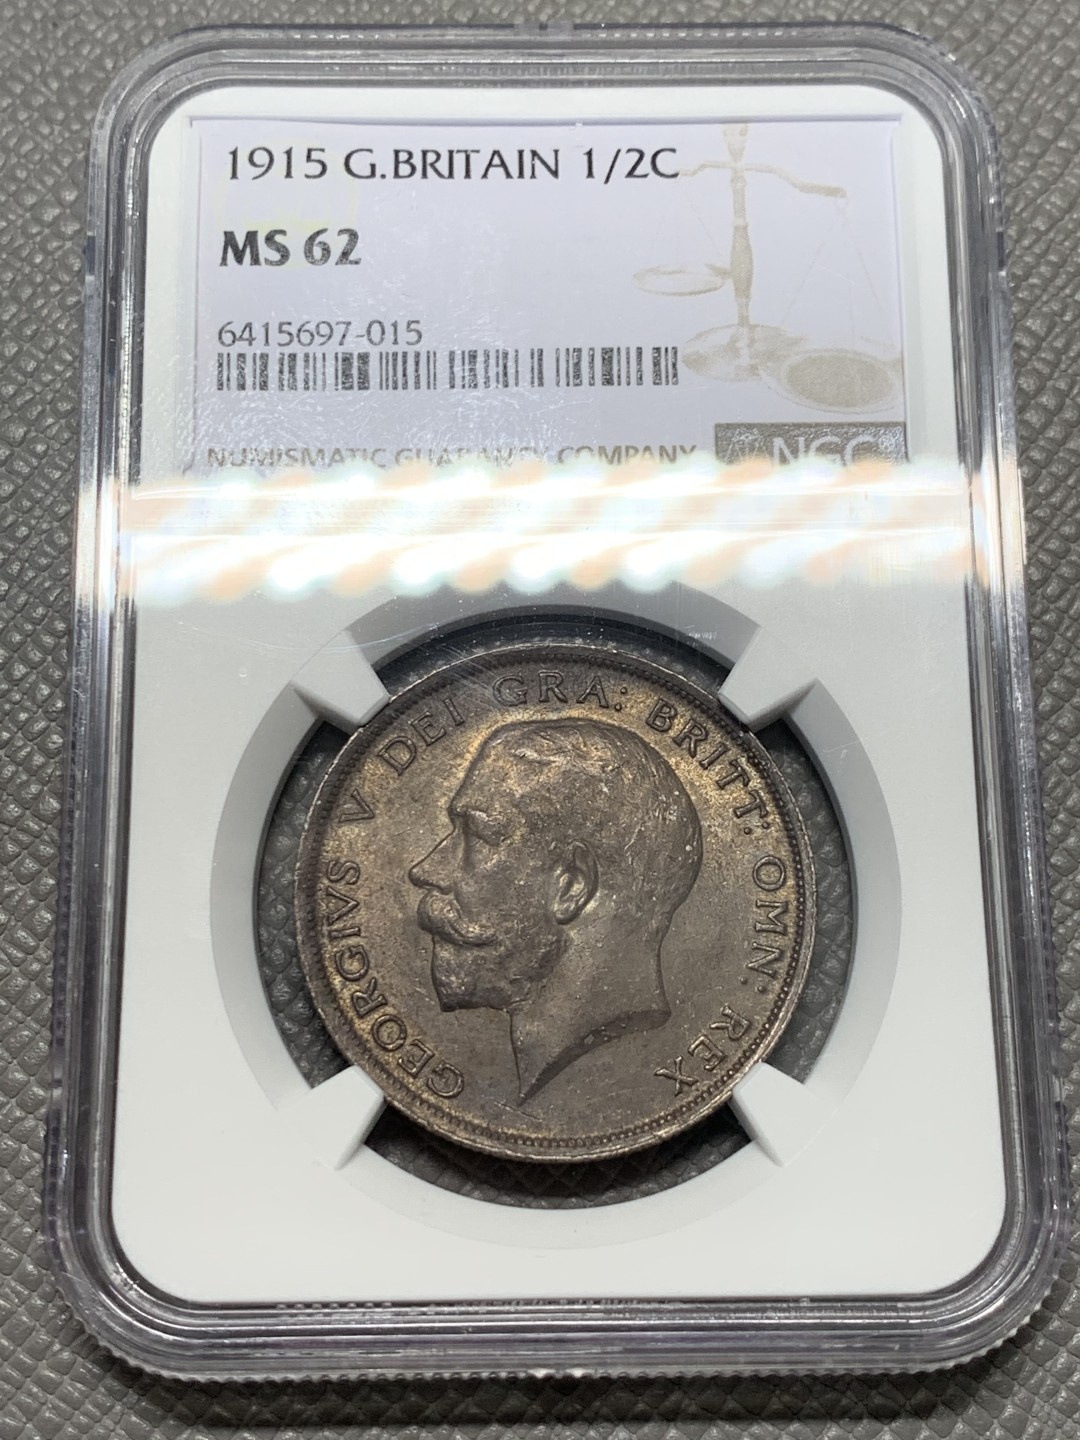 1915 G.BRITAIN 1/2C
MS 62
6415697-015
NUMISMATIC GUARANTY COMPANY NGC
GEORGIVS V DEI GRA: BRITT: OMN: REX